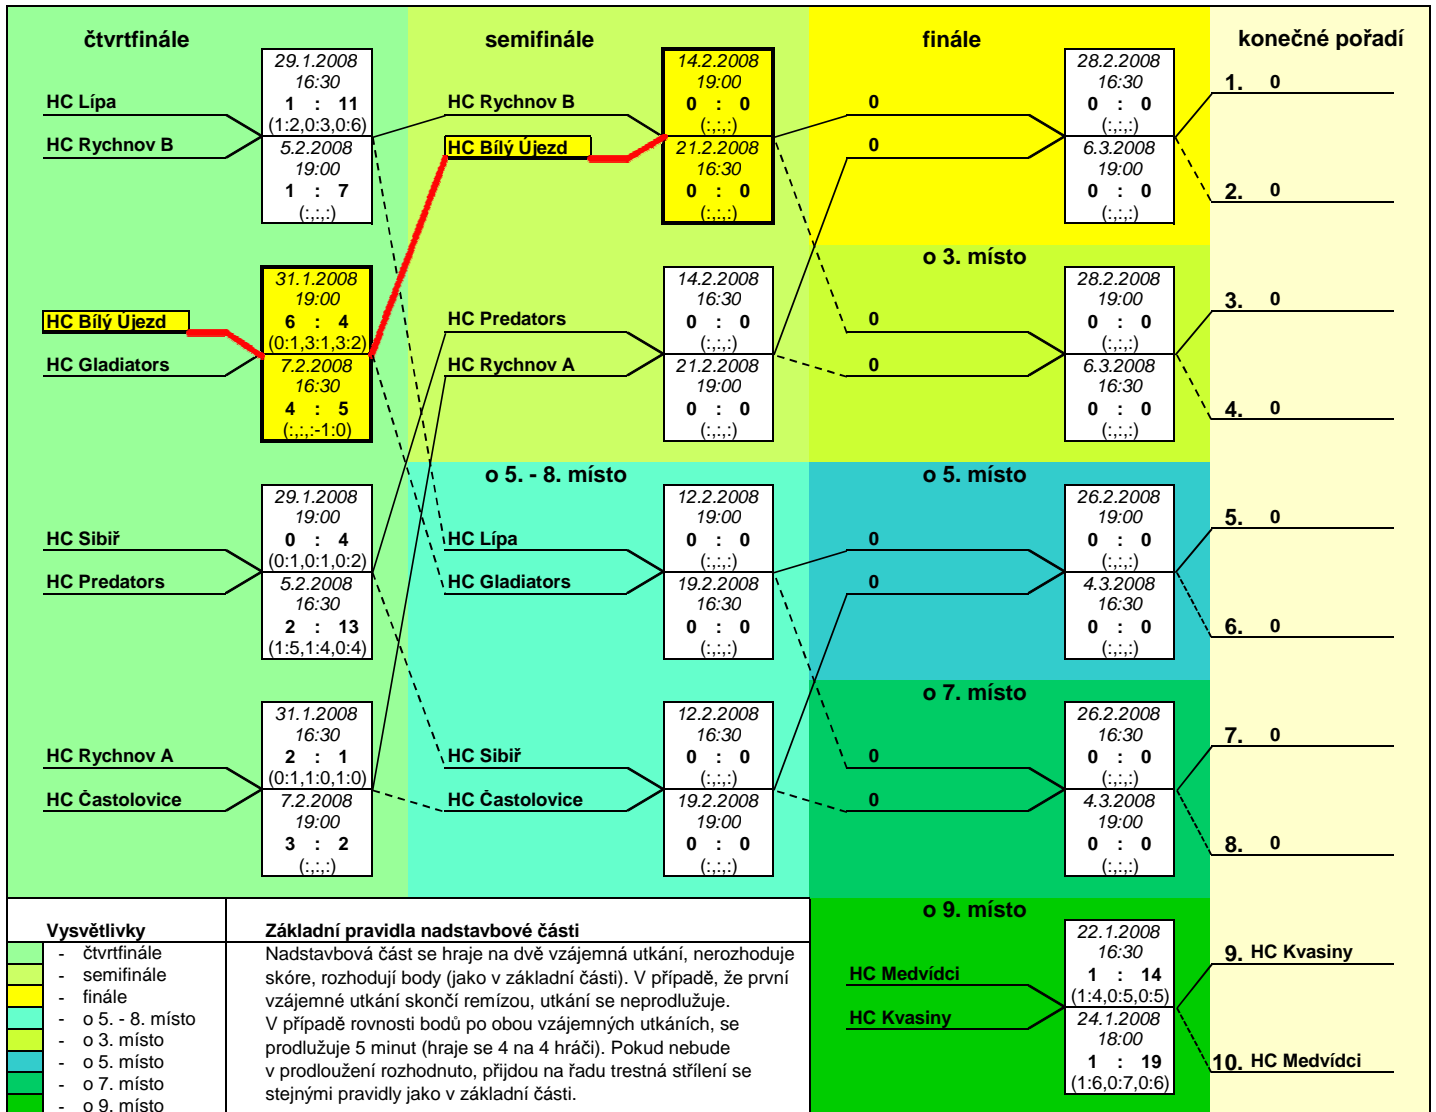 čtvrtfinále
29.1.2008
16:30
HC Lípa
1 : 11
(1:2,0:3,0:6)
HC Rychnov B
5.2.2008
19:00
1 : 7
(:,:,:)
31.1.2008
19:00
HC Bílý Újezd
6 : 4
(0:1,3:1,3:2)
HC Gladiators
7.2.2008
16:30
4 : 5
(:,:,:-1:0)
29.1.2008
19:00
HC Sibiř
0 : 4
(0:1,0:1,0:2)
HC Predators
5.2.2008
16:30
2 : 13
(1:5,1:4,0:4)
31.1.2008
16:30
HC Rychnov A
2 : 1
(0:1,1:0,1:0)
HC Častolovice
7.2.2008
19:00
3 : 2
(:,:,:)
semifinále
14.2.2008
19:00
HC Rychnov B
0 : 0
(:,:,:)
HC Bílý Újezd
21.2.2008
16:30
0 : 0
(:,:,:)
14.2.2008
16:30
HC Predators
0 : 0
(:,:,:)
HC Rychnov A
21.2.2008
19:00
0 : 0
(:,:,:)
o 5. - 8. místo
12.2.2008
19:00
HC Lípa
0 : 0
(:,:,:)
HC Gladiators
19.2.2008
16:30
0 : 0
(:,:,:)
12.2.2008
16:30
HC Sibiř
0 : 0
(:,:,:)
HC Častolovice
19.2.2008
19:00
0 : 0
(:,:,:)
finále
28.2.2008
16:30
0
0 : 0
(:,:,:)
0
6.3.2008
19:00
0 : 0
(:,:,:)
o 3. místo
28.2.2008
19:00
0
0 : 0
(:,:,:)
0
6.3.2008
16:30
0 : 0
(:,:,:)
o 5. místo
26.2.2008
19:00
0
0 : 0
(:,:,:)
0
4.3.2008
16:30
0 : 0
(:,:,:)
o 7. místo
26.2.2008
16:30
0
0 : 0
(:,:,:)
0
4.3.2008
19:00
0 : 0
(:,:,:)
o 9. místo
22.1.2008
16:30
HC Medvídci
1 : 14
(1:4,0:5,0:5)
HC Kvasiny
24.1.2008
18:00
1 : 19
(1:6,0:7,0:6)
konečné pořadí
1. 0
2. 0
3. 0
4. 0
5. 0
6. 0
7. 0
8. 0
9. HC Kvasiny
10. HC Medvídci
Vysvětlivky
- čtvrtfinále
- semifinále
- finále
- o 5. - 8. místo
- o 3. místo
- o 5. místo
- o 7. místo
- o 9. místo
Základní pravidla nadstavbové části
Nadstavbová část se hraje na dvě vzájemná utkání, nerozhoduje
skóre, rozhodují body (jako v základní části). V případě, že první
vzájemné utkání skončí remízou, utkání se neprodlužuje.
V případě rovnosti bodů po obou vzájemných utkáních, se
prodlužuje 5 minut (hraje se 4 na 4 hráči). Pokud nebude
v prodloužení rozhodnuto, přijdou na řadu trestná střílení se
stejnými pravidly jako v základní části.